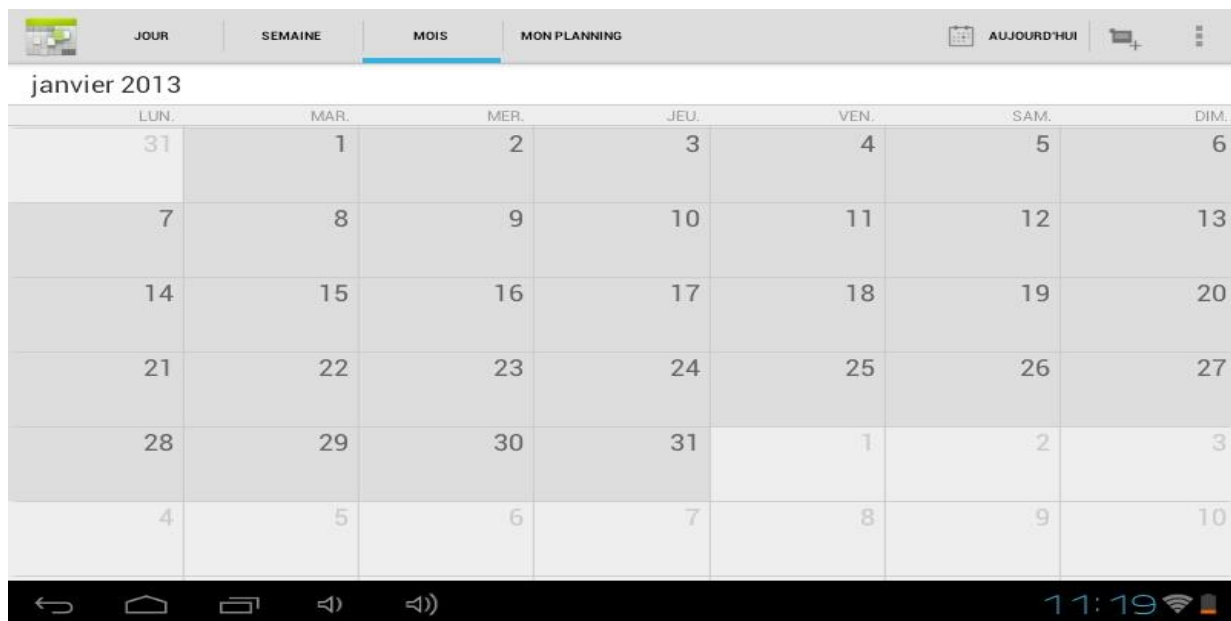 JOUR SEMAINE MOIS MON PLANNING AUJOURD'HUI
janvier 2013
LUN. MAR. MER. JEU. VEN. SAM. DIM.
31 1 2 3 4 5 6
7 8 9 10 11 12 13
14 15 16 17 18 19 20
21 22 23 24 25 26 27
28 29 30 31 1 2 3
4 5 6 7 8 9 10
11:19